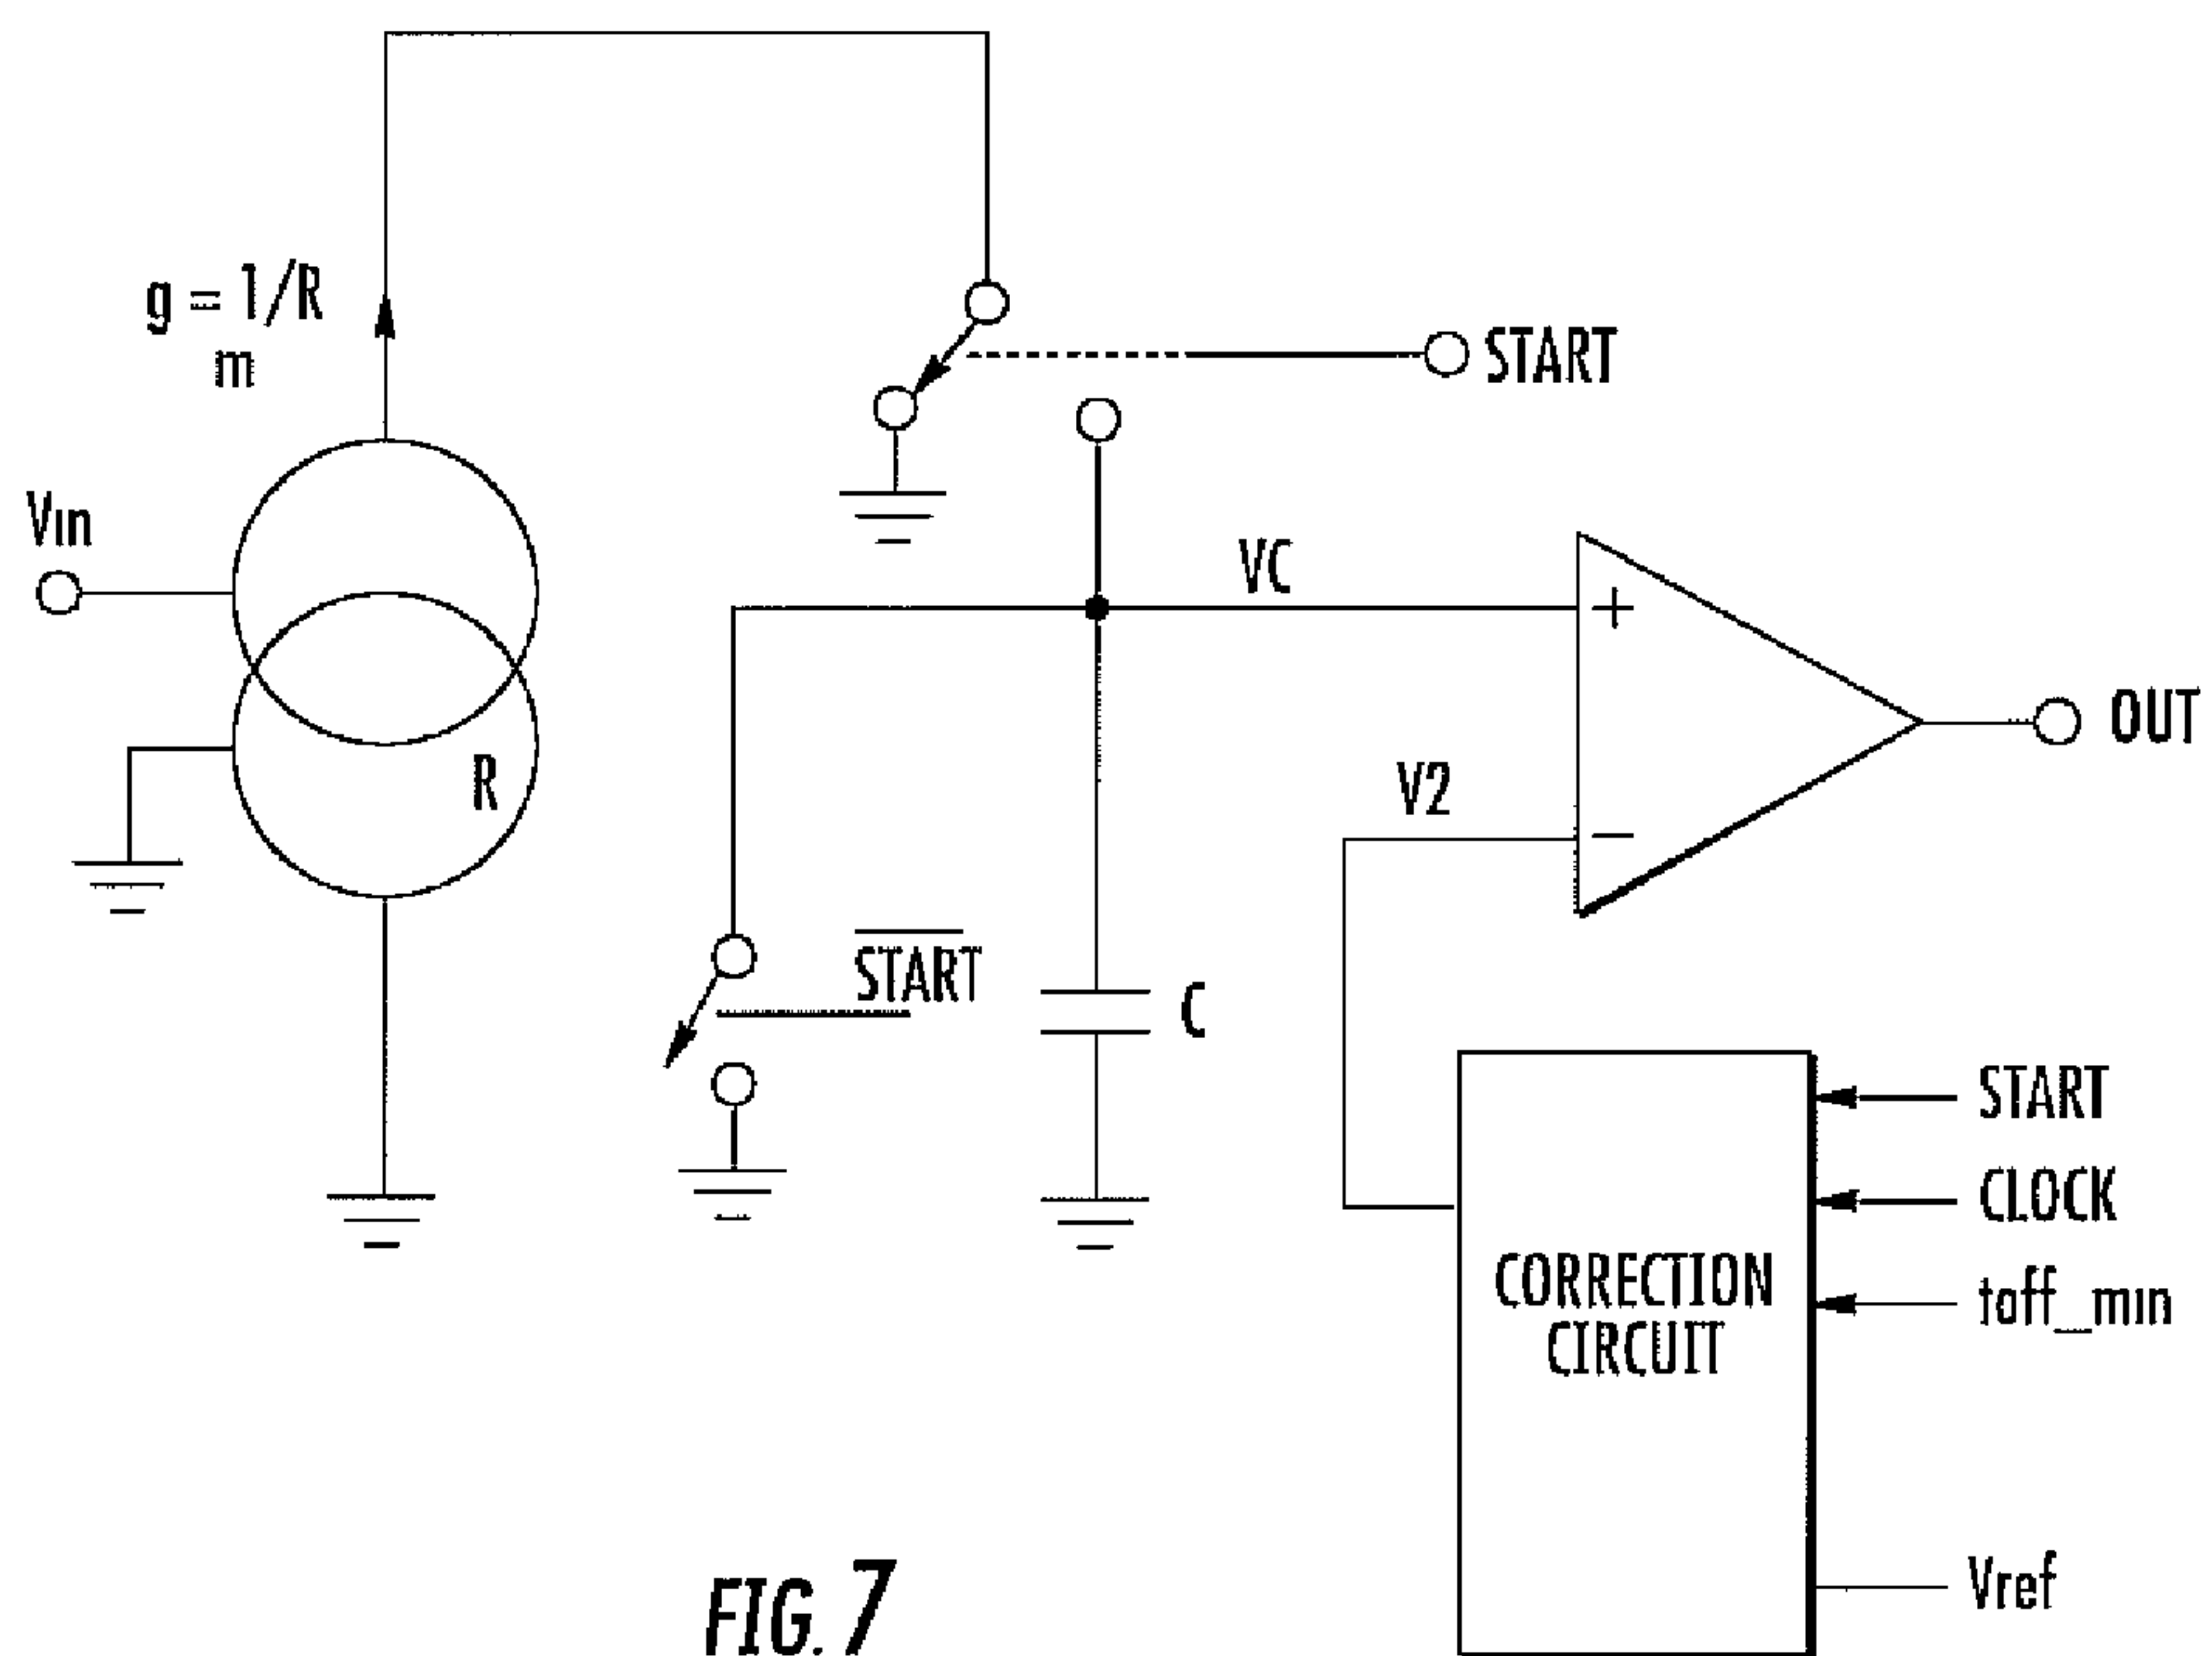 g = 1/R
m
START
Vin
VC
+
OUT
R
V2
−
START
C
START
CLOCK
toff_min
CORRECTION
CIRCUIT
Vref
FIG. 7